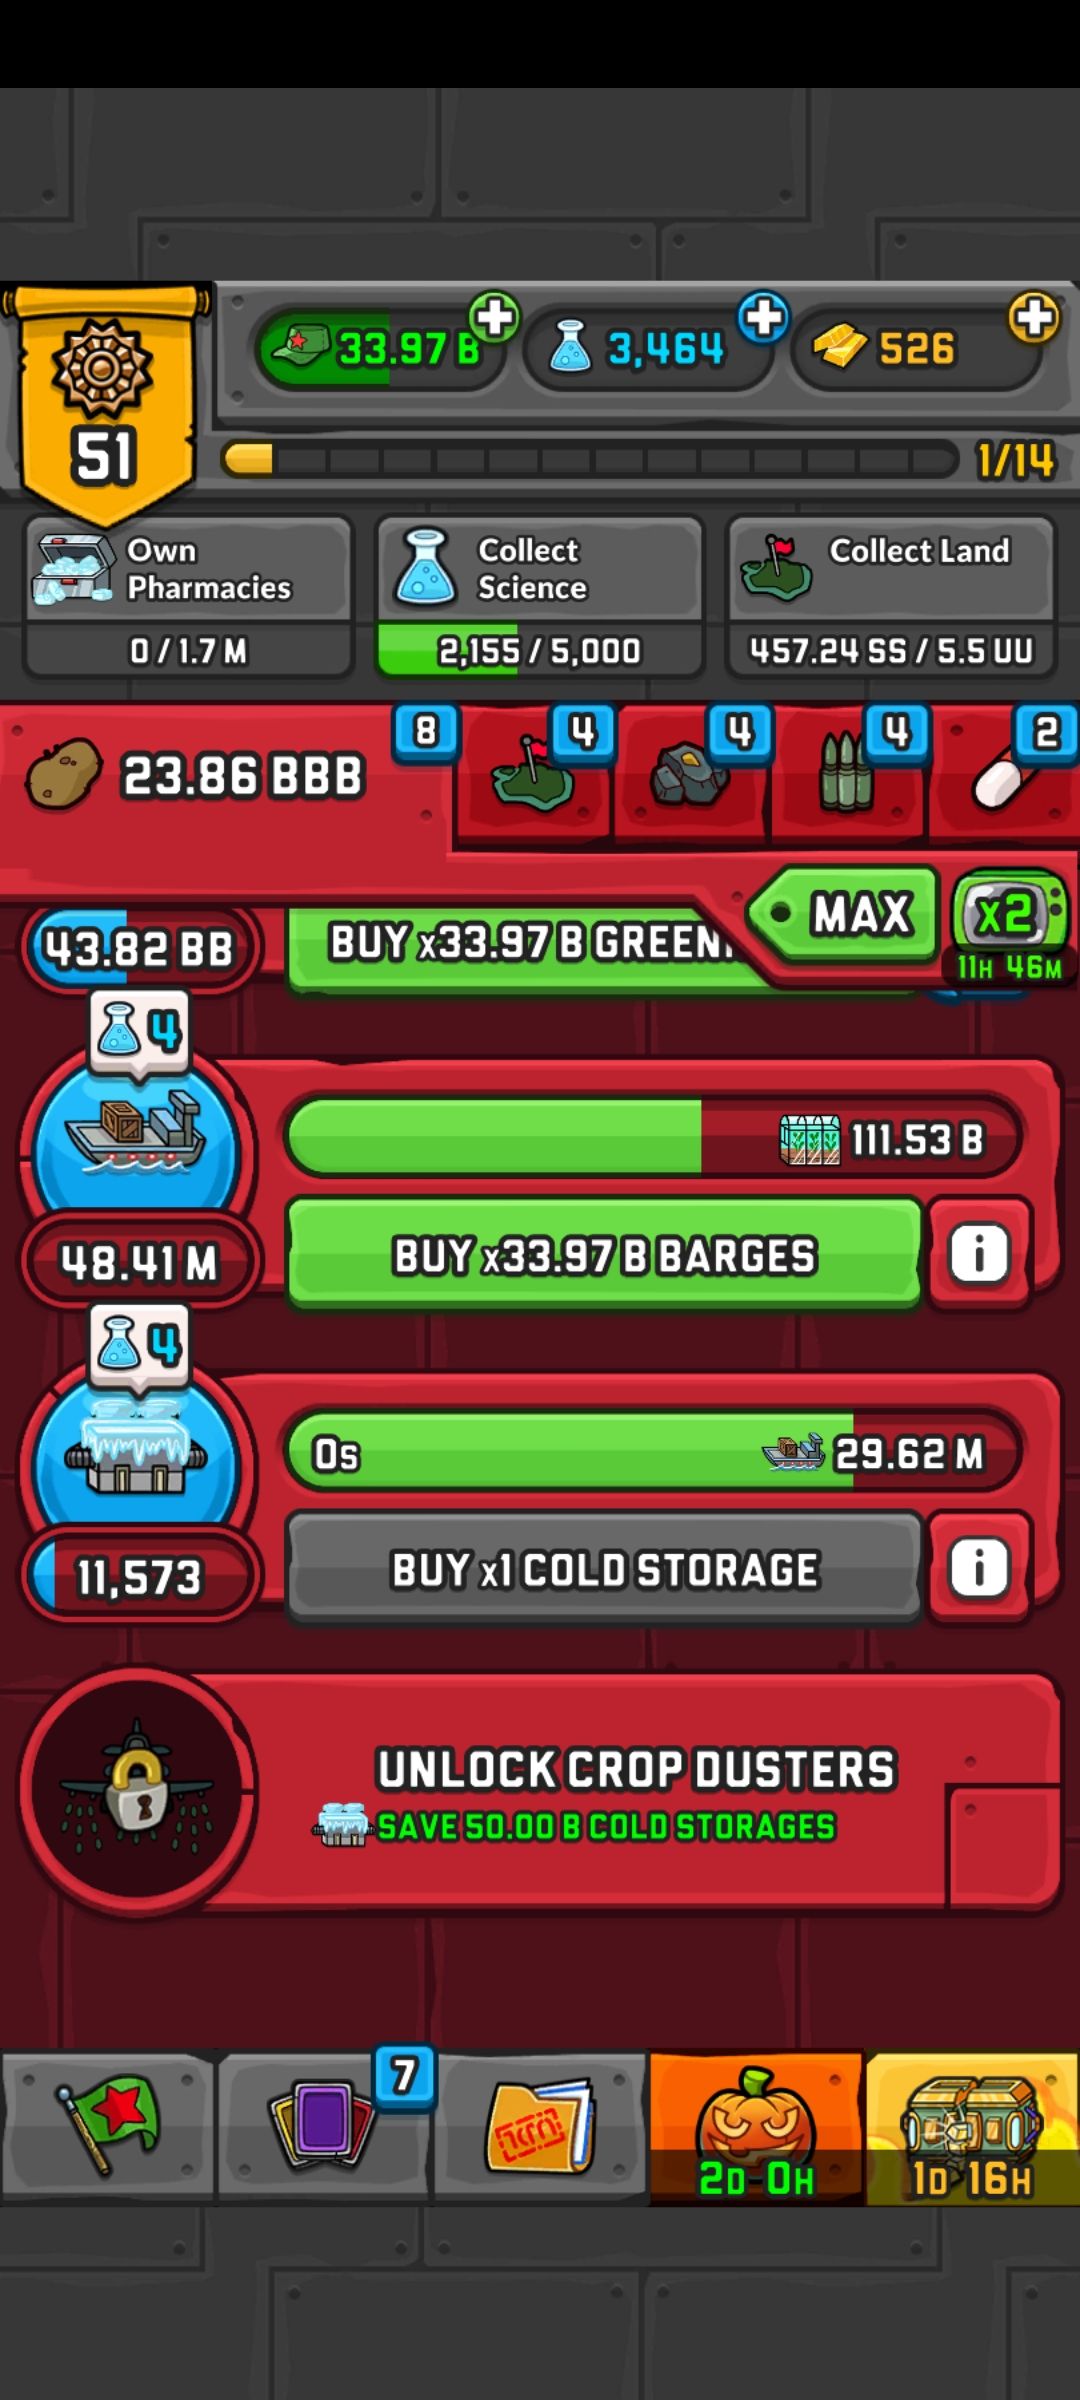 33.97 B
3,464
526
51
1/14
Own
Pharmacies
0 / 1.7 M
Collect
Science
2,155 / 5,000
Collect Land
457.24 SS / 5.5 UU
23.86 BBB
8
4
4
4
2
MAX
x2
11H 46M
43.82 BB
BUY x33.97 B GREEN
4
111.53 B
48.41 M
BUY x33.97 B BARGES
i
4
0s
29.62 M
11,573
BUY x1 COLD STORAGE
i
UNLOCK CROP DUSTERS
SAVE 50.00 B COLD STORAGES
7
2D 0H
1D 16H